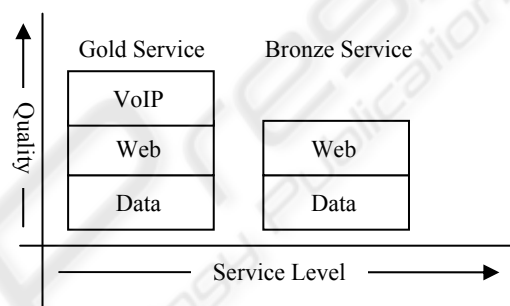 Gold Service
Bronze Service
VoIP
Web
Web
Data
Data
Quality
Service Level